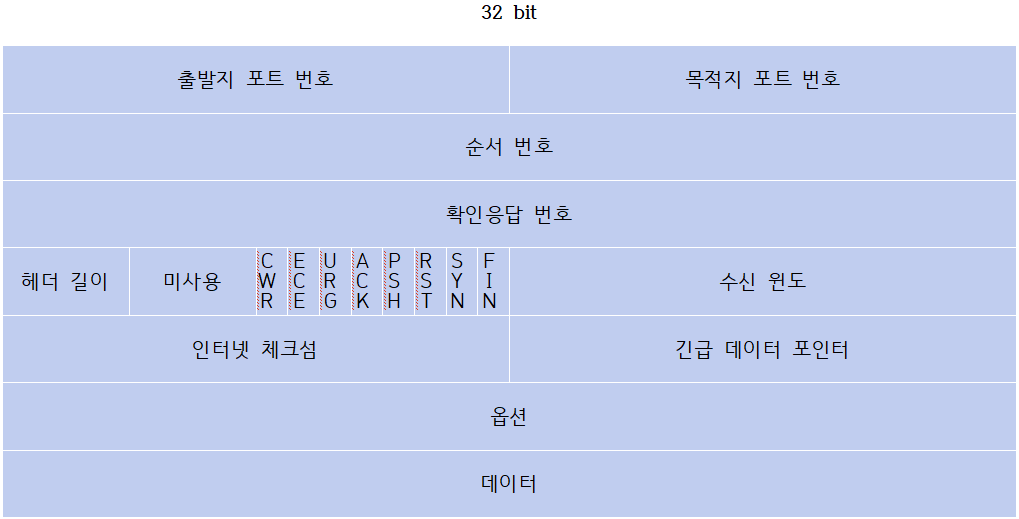 32 bit
출발지 포트 번호
목적지 포트 번호
순서 번호
확인응답 번호
헤더 길이
미사용
CWR
ECE
URG
ACK
PSH
RST
SYN
FIN
수신 윈도
인터넷 체크섬
긴급 데이터 포인터
옵션
데이터